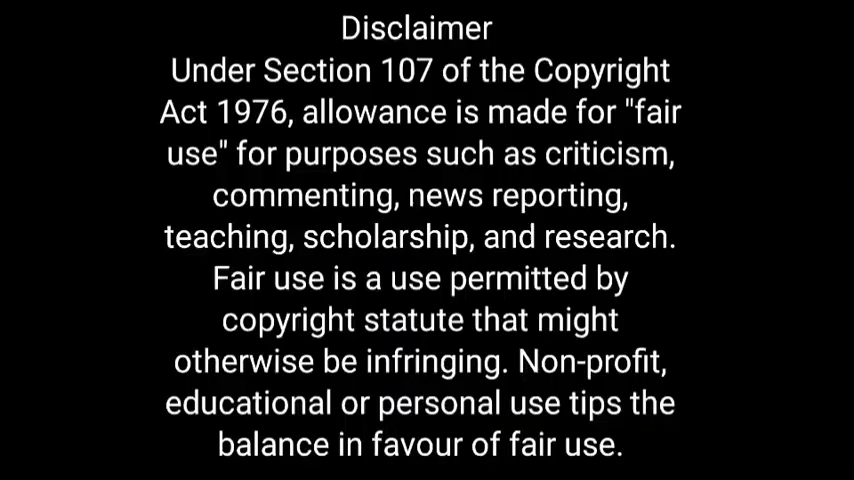 Disclaimer
Under Section 107 of the Copyright
Act 1976, allowance is made for "fair
use" for purposes such as criticism,
commenting, news reporting,
teaching, scholarship, and research.
Fair use is a use permitted by
copyright statute that might
otherwise be infringing. Non-profit,
educational or personal use tips the
balance in favour of fair use.